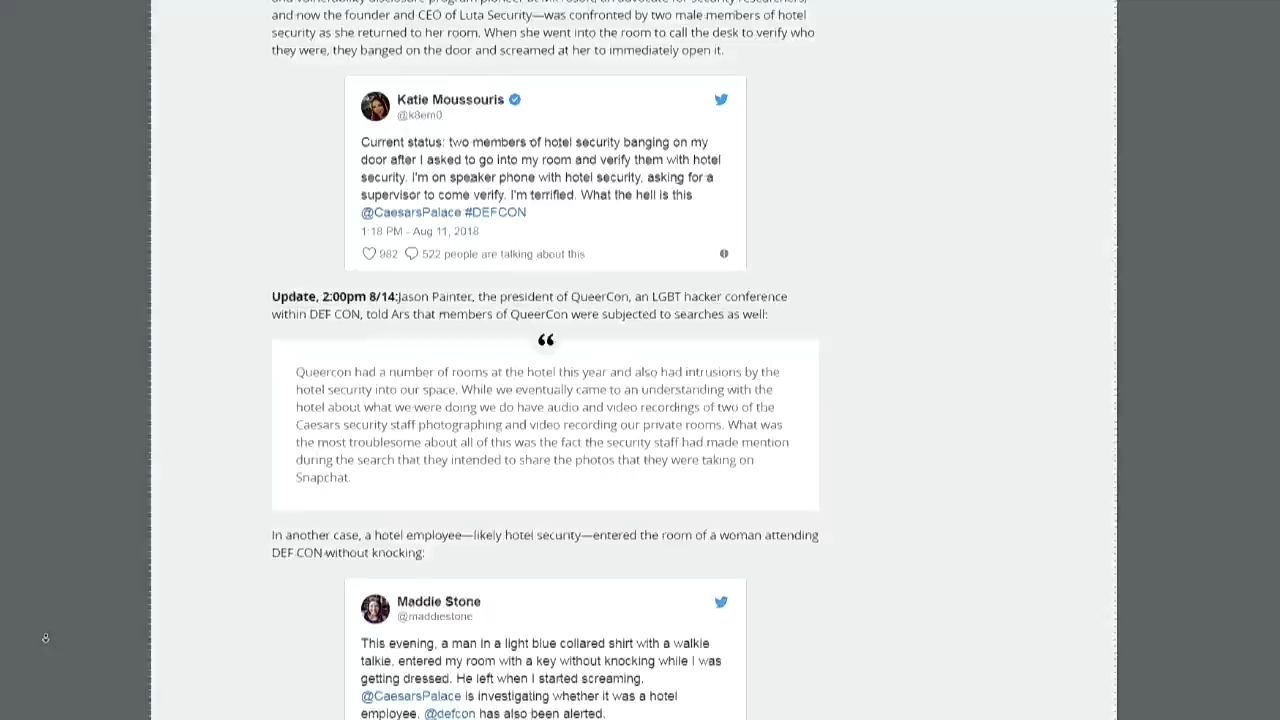 and now the founder and CEO of Luta Security—was confronted by two male members of hotel
security as she returned to her room. When she went into the room to call the desk to verify who
they were, they banged on the door and screamed at her to immediately open it.
Katie Moussouris
@k8em0
Current status: two members of hotel security banging on my
door after I asked to go into my room and verify them with hotel
security. I'm on speaker phone with hotel security, asking for a
supervisor to come verify. I'm terrified. What the hell is this
@CaesarsPalace #DEFCON
1:18 PM - Aug 11, 2018
982 522 people are talking about this
Update, 2:00pm 8/14:Jason Painter, the president of QueerCon, an LGBT hacker conference
within DEF CON, told Ars that members of QueerCon were subjected to searches as well:
“
Queercon had a number of rooms at the hotel this year and also had intrusions by the
hotel security into our space. While we eventually came to an understanding with the
hotel about what we were doing we do have audio and video recordings of two of the
Caesars security staff photographing and video recording our private rooms. What was
the most troublesome about all of this was the fact the security staff had made mention
during the search that they intended to share the photos that they were taking on
Snapchat.
In another case, a hotel employee—likely hotel security—entered the room of a woman attending
DEF CON without knocking:
Maddie Stone
@maddiestone
This evening, a man in a light blue collared shirt with a walkie
talkie, entered my room with a key without knocking while I was
getting dressed. He left when I started screaming.
@CaesarsPalace is investigating whether it was a hotel
employee. @defcon has also been alerted.